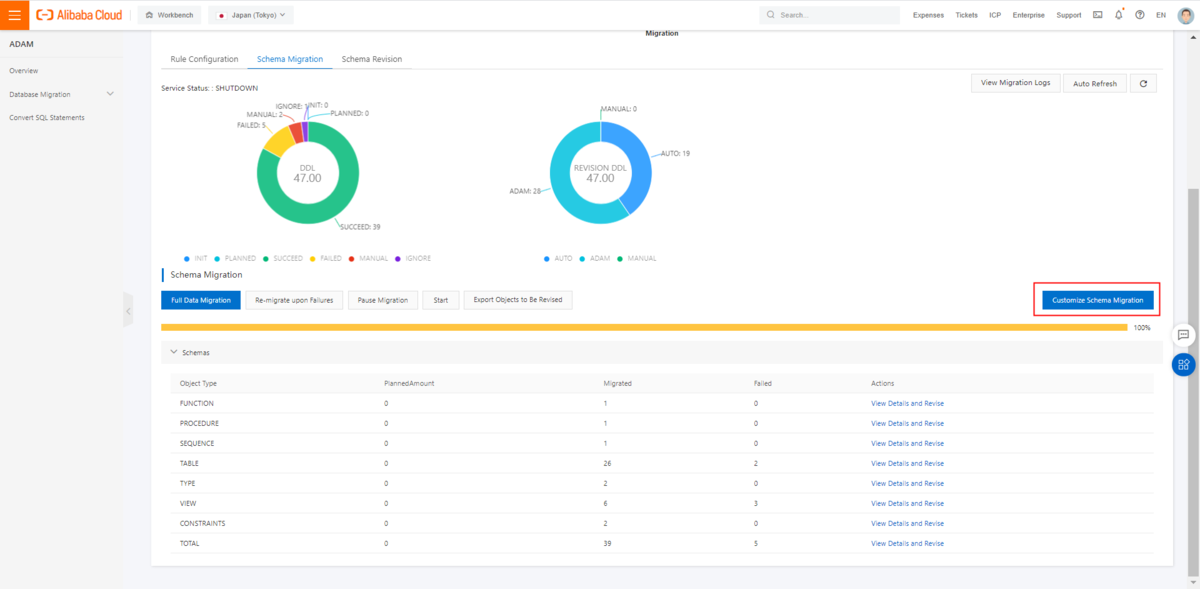 Alibaba Cloud
Workbench
Japan (Tokyo)
Search...
Expenses
Tickets
ICP
Enterprise
Support
EN
ADAM
Overview
Database Migration
Convert SQL Statements
Migration
Rule Configuration
Schema Migration
Schema Revision
Service Status: : SHUTDOWN
View Migration Logs
Auto Refresh
IGNORE: 1
INIT: 0
MANUAL: 2
PLANNED: 0
FAILED: 5
DDL
47.00
SUCCEED: 39
MANUAL: 0
AUTO: 19
REVISION DDL
47.00
ADAM: 28
INIT PLANNED SUCCEED FAILED MANUAL IGNORE
AUTO ADAM MANUAL
Schema Migration
Full Data Migration
Re-migrate upon Failures
Pause Migration
Start
Export Objects to Be Revised
Customize Schema Migration
100%
Schemas
Object Type PlannedAmount Migrated Failed Actions
FUNCTION 0 1 0 View Details and Revise
PROCEDURE 0 1 0 View Details and Revise
SEQUENCE 0 1 0 View Details and Revise
TABLE 0 26 2 View Details and Revise
TYPE 0 2 0 View Details and Revise
VIEW 0 6 3 View Details and Revise
CONSTRAINTS 0 2 0 View Details and Revise
TOTAL 0 39 5 View Details and Revise